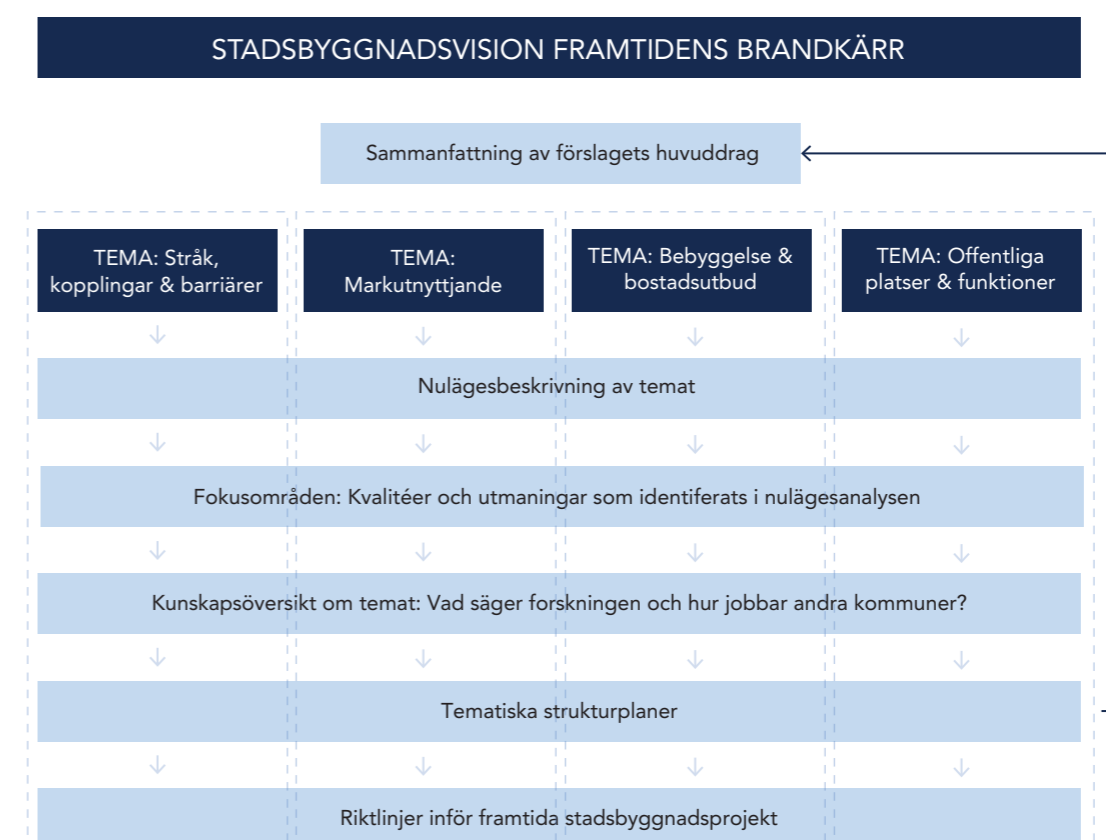 STADSBYGGNADSVISION FRAMTIDENS BRANDKÄRR
Sammanfattning av förslagets huvuddrag
TEMA: Stråk,
kopplingar & barriärer
TEMA:
Markutnyttjande
TEMA: Bebyggelse &
bostadsutbud
TEMA: Offentliga
platser & funktioner
Nulägesbeskrivning av temat
Fokusområden: Kvalitéer och utmaningar som identiferats i nulägesanalysen
Kunskapsöversikt om temat: Vad säger forskningen och hur jobbar andra kommuner?
Tematiska strukturplaner
Riktlinjer inför framtida stadsbyggnadsprojekt